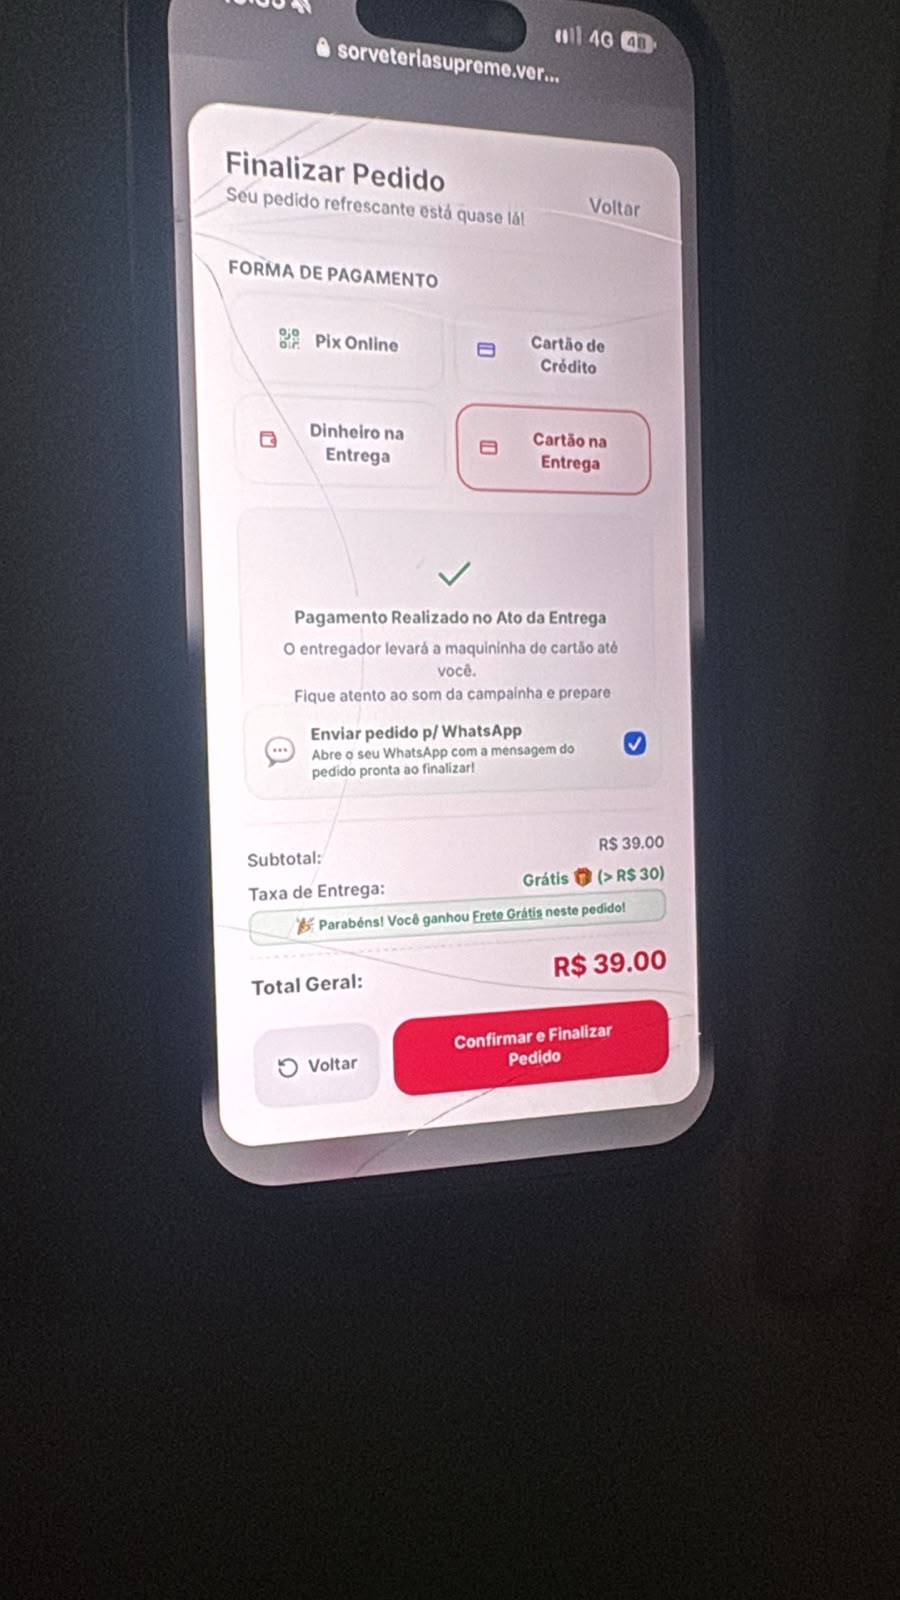 4G 40
sorveteriasupreme.ver...
Finalizar Pedido
Seu pedido refrescante está quase lá!
Voltar
FORMA DE PAGAMENTO
Pix Online
Cartão de
Crédito
Dinheiro na
Entrega
Cartão na
Entrega
Pagamento Realizado no Ato da Entrega
O entregador levará a maquininha de cartão até
você.
Fique atento ao som da campainha e prepare
Enviar pedido p/ WhatsApp
Abre o seu WhatsApp com a mensagem do
pedido pronta ao finalizar!
Subtotal: R$ 39.00
Taxa de Entrega: Grátis 🎁 (> R$ 30)
🎉 Parabéns! Você ganhou Frete Grátis neste pedido!
Total Geral: R$ 39.00
Voltar
Confirmar e Finalizar
Pedido